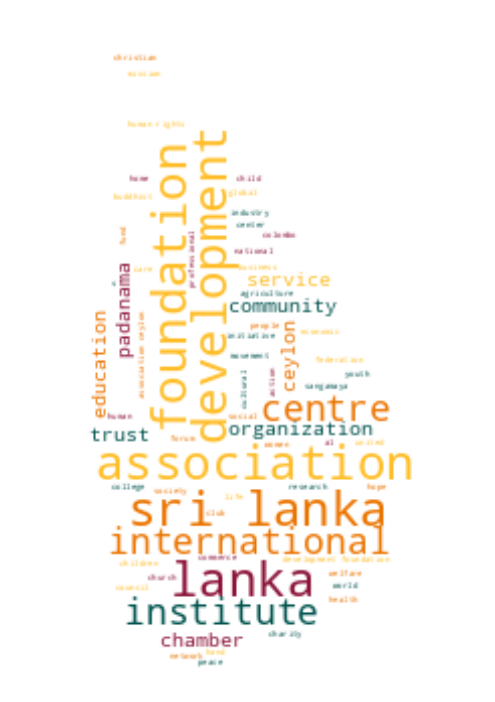 christian
mission
human rights
home
child
buddhist
global
industry
center
fund
colombo
professional
national
foundation
development
padanama
care
business
service
agriculture
community
education
association ceylon
people
ceylon
initiative
economic
movement
federation
cultural
action
youth
sangamaya
human
social
centre
trust
forum
organization
women
al
united
association
college
society
research
hope
life
sri lanka
club
international
commerce
children
development foundation
church
lanka
welfare
world
council
institute
health
chamber
charity
network
peace